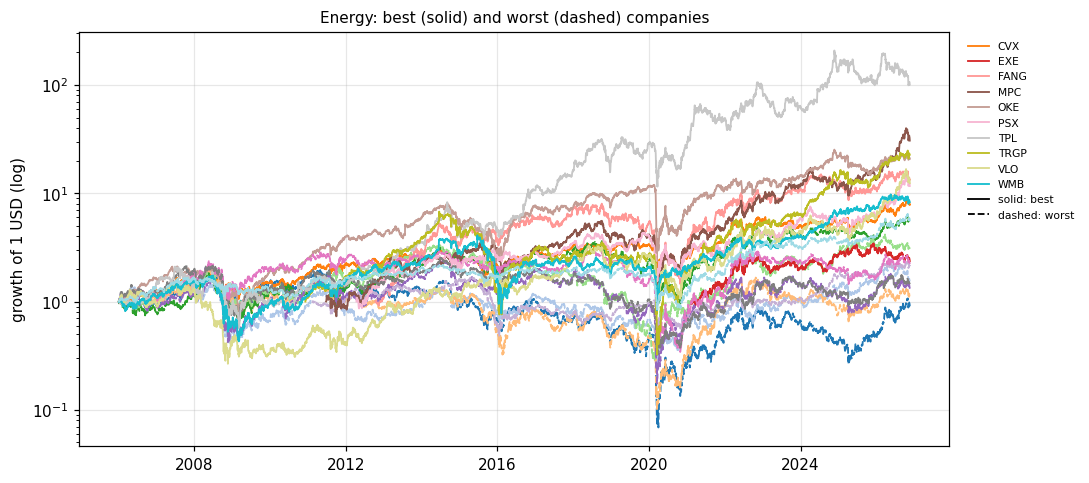 Energy: best (solid) and worst (dashed) companies
growth of 1 USD (log)
10²
10¹
10⁰
10⁻¹
2008
2012
2016
2020
2024
CVX
EXE
FANG
MPC
OKE
PSX
TPL
TRGP
VLO
WMB
solid: best
dashed: worst